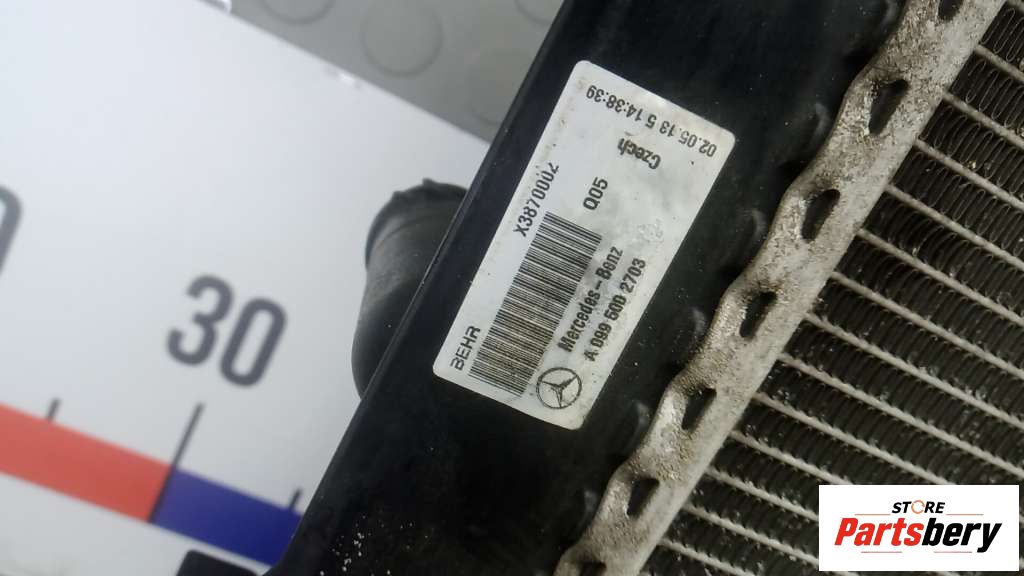 30
BEHR
X3870002
Q05
Czech
02.05.13 5 14:38:39
Mercedes-Benz
A 099 500 2703
STORE
Partsbery